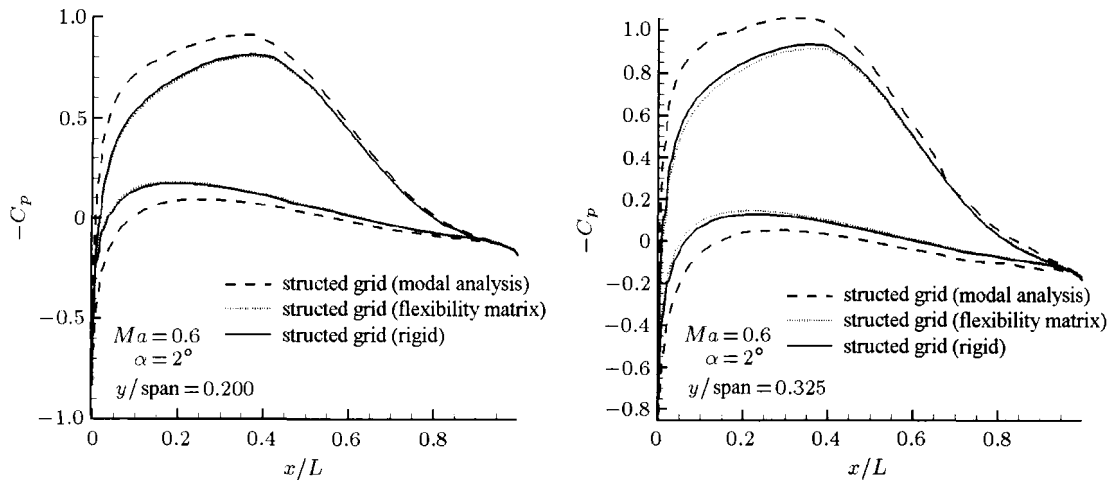 1.0
0.5
0
−0.5
−1.0
−C_p
structed grid (modal analysis)
structed grid (flexibility matrix)
structed grid (rigid)
Ma=0.6
α=2°
y/span=0.200
0
0.2
0.4
0.6
0.8
x/L
1.0
0.8
0.6
0.4
0.2
0
−0.2
−0.4
−0.6
−0.8
−C_p
structed grid (modal analysis)
structed grid (flexibility matrix)
structed grid (rigid)
Ma=0.6
α=2°
y/span=0.325
0
0.2
0.4
0.6
0.8
x/L